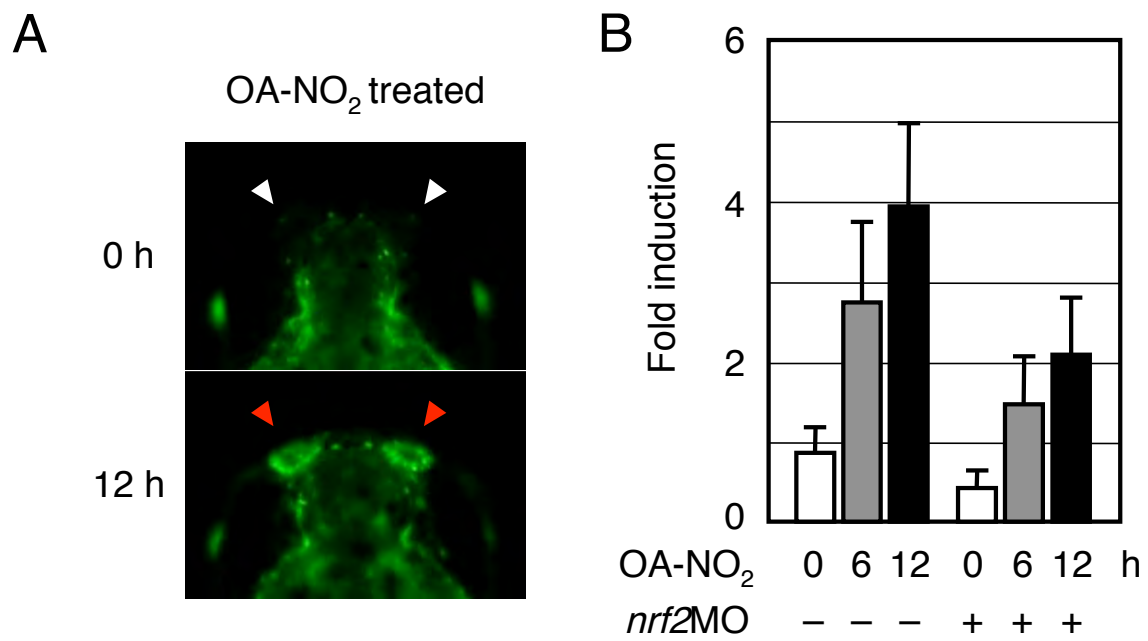 A
OA-NO₂ treated
0 h
12 h
B
Fold induction
6
4
2
0
OA-NO₂ 0 6 12 0 6 12 h
nrf2MO – – – + + +